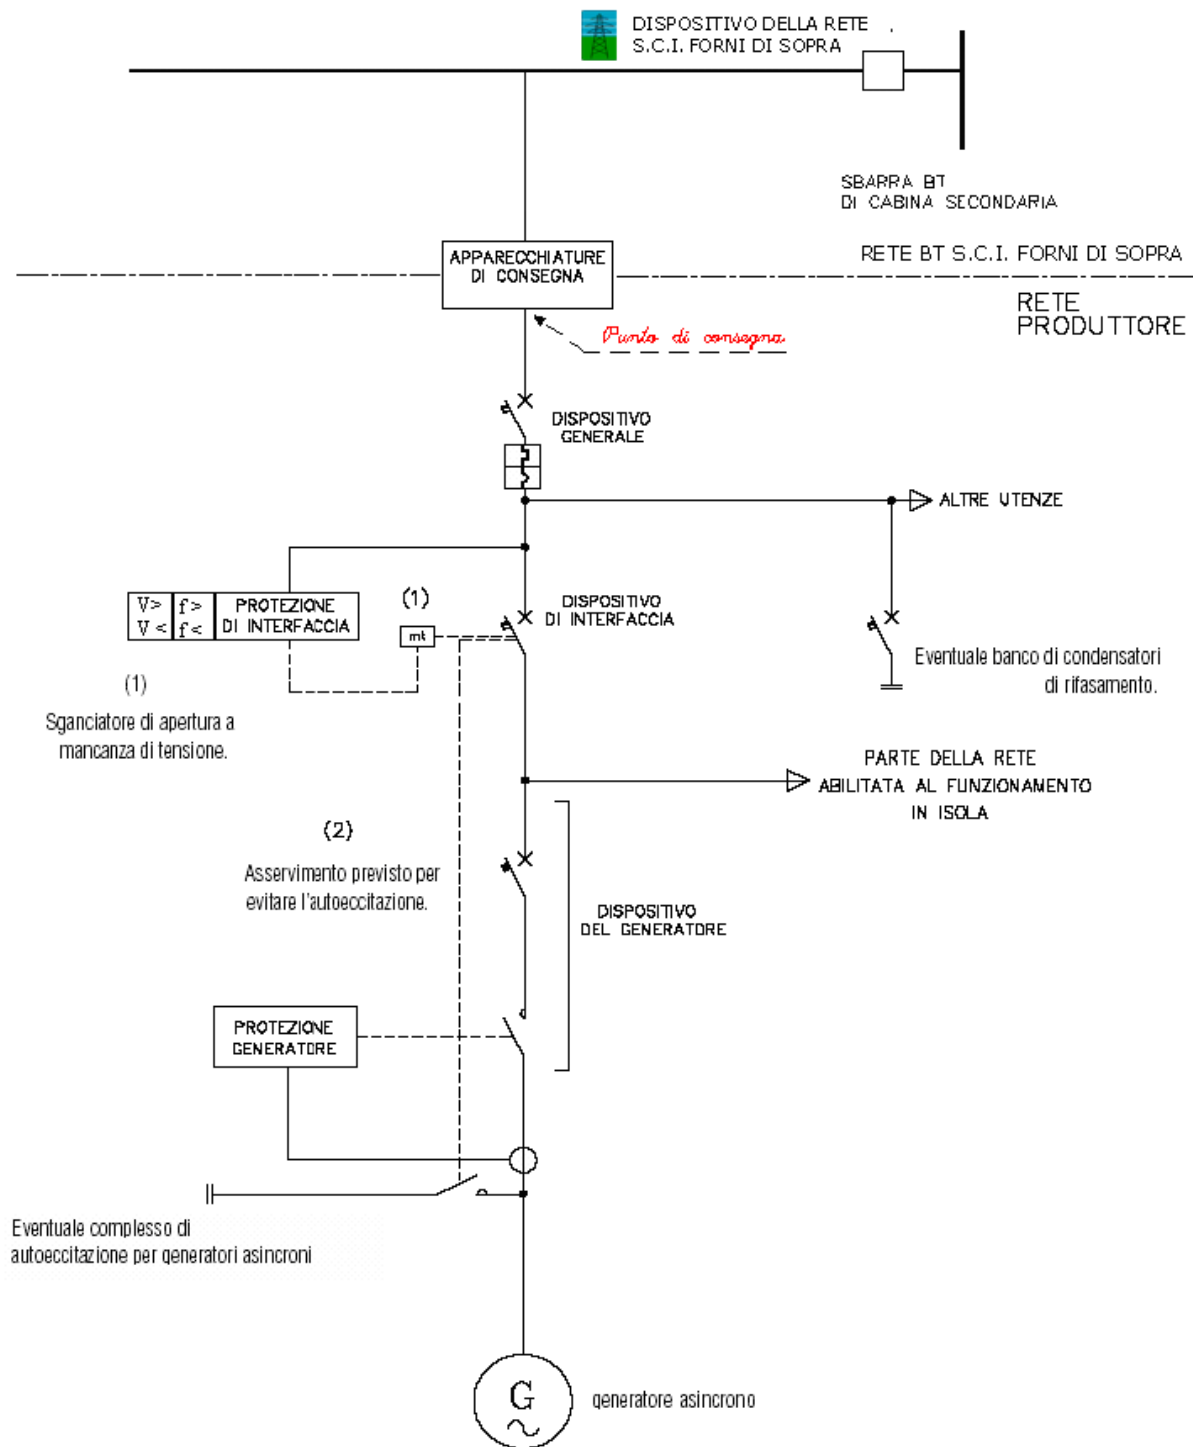 DISPOSITIVO DELLA RETE
S.C.I. FORNI DI SOPRA
SBARRA BT
DI CABINA SECONDARIA
APPARECCHIATURE
DI CONSEGNA
RETE BT S.C.I. FORNI DI SOPRA
RETE
PRODUTTORE
Punto di consegna
DISPOSITIVO
GENERALE
ALTRE UTENZE
V> f>
V< f<
PROTEZIONE
DI INTERFACCIA
(1)
mt
DISPOSITIVO
DI INTERFACCIA
Eventuale banco di condensatori
di rifasamento.
(1)
Sganciatore di apertura a
mancanza di tensione.
PARTE DELLA RETE
ABILITATA AL FUNZIONAMENTO
IN ISOLA
(2)
Asservimento previsto per
evitare l'autoeccitazione.
DISPOSITIVO
DEL GENERATORE
PROTEZIONE
GENERATORE
Eventuale complesso di
autoeccitazione per generatori asincroni
G
generatore asincrono